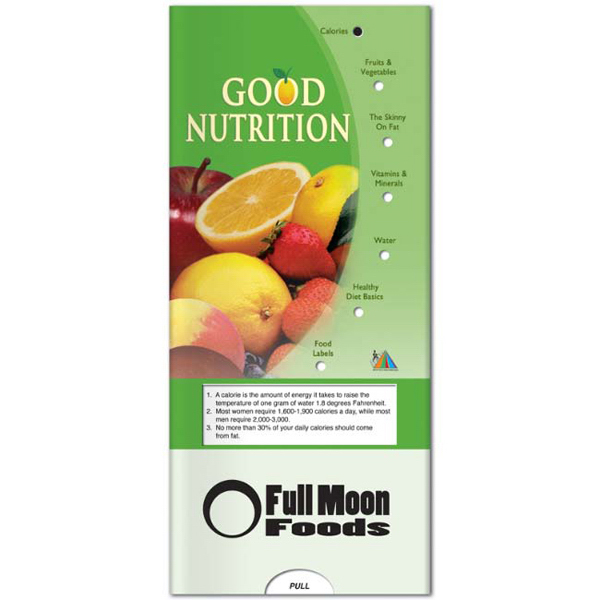 Calories
GOOD
NUTRITION
Fruits &
Vegetables
The Skinny
On Fat
Vitamins &
Minerals
Water
Healthy
Diet Basics
Food
Labels
1. A calorie is the amount of energy it takes to raise the
temperature of one gram of water 1.8 degrees Fahrenheit.
2. Most women require 1,600-1,900 calories a day, while most
men require 2,000-3,000.
3. No more than 30% of your daily calories should come
from fat.
Full Moon
Foods
PULL